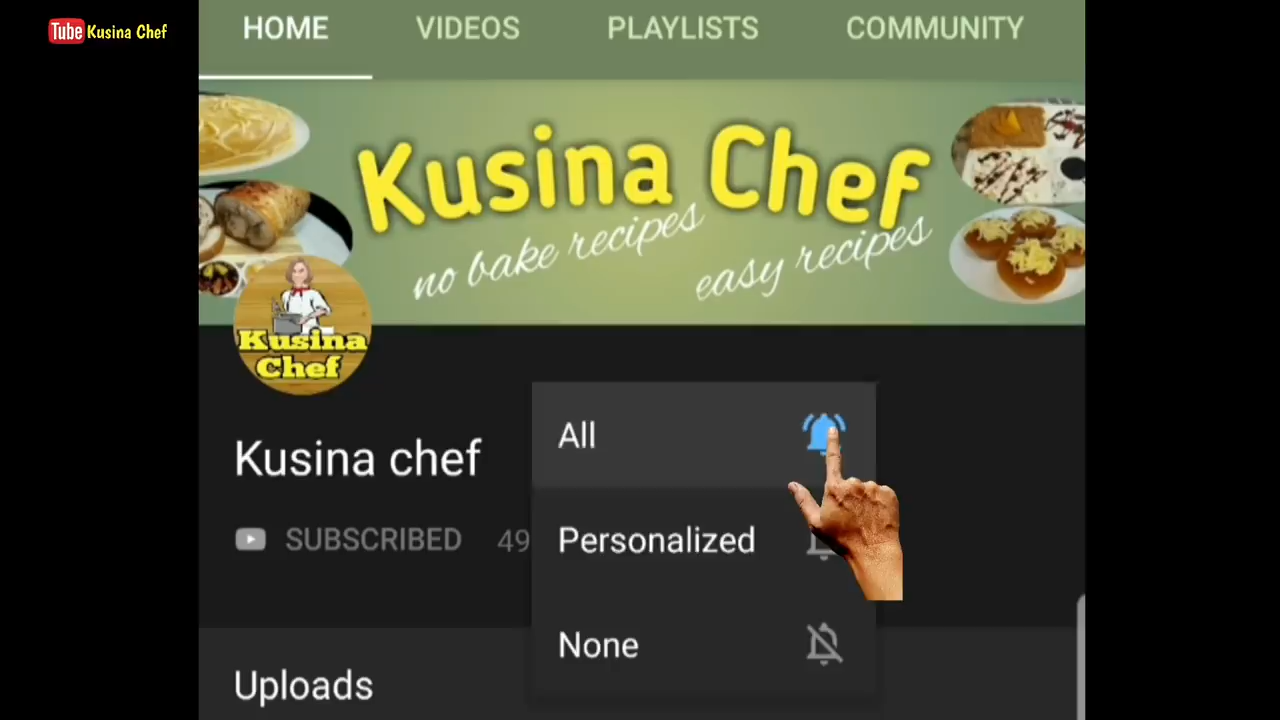 Tube Kusina Chef
HOME VIDEOS PLAYLISTS COMMUNITY
Kusina Chef
no bake recipes
easy recipes
Kusina
Chef
Kusina chef
SUBSCRIBED 49
All
Personalized
None
Uploads